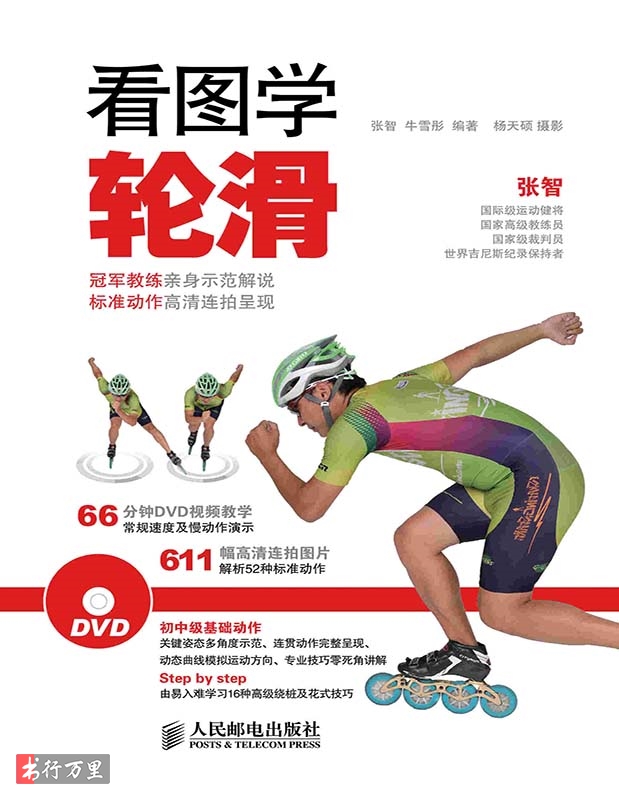 看图学
轮滑
张智 牛雪彤 编著 杨天硕 摄影
张智
国际级运动健将
国家高级教练员
国家级裁判员
世界吉尼斯纪录保持者
冠军教练亲身示范解说
标准动作高清连拍呈现
66 分钟DVD视频教学
常规速度及慢动作演示
611 幅高清连拍图片
解析52种标准动作
DVD
初中级基础动作
关键姿态多角度示范、连贯动作完整呈现、
动态曲线模拟运动方向、专业技巧零死角讲解
Step by step
由易入难学习16种高级绕桩及花式技巧
人民邮电出版社
POSTS & TELECOM PRESS
书行万里